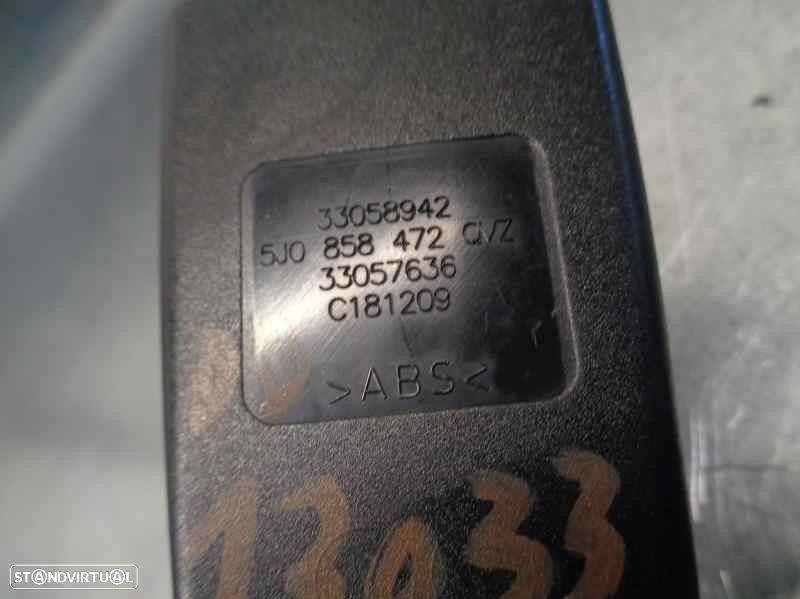 33058942
5J0 858 472 QVZ
33057636
C181209
>ABS<
13033
STANDVIRTUAL